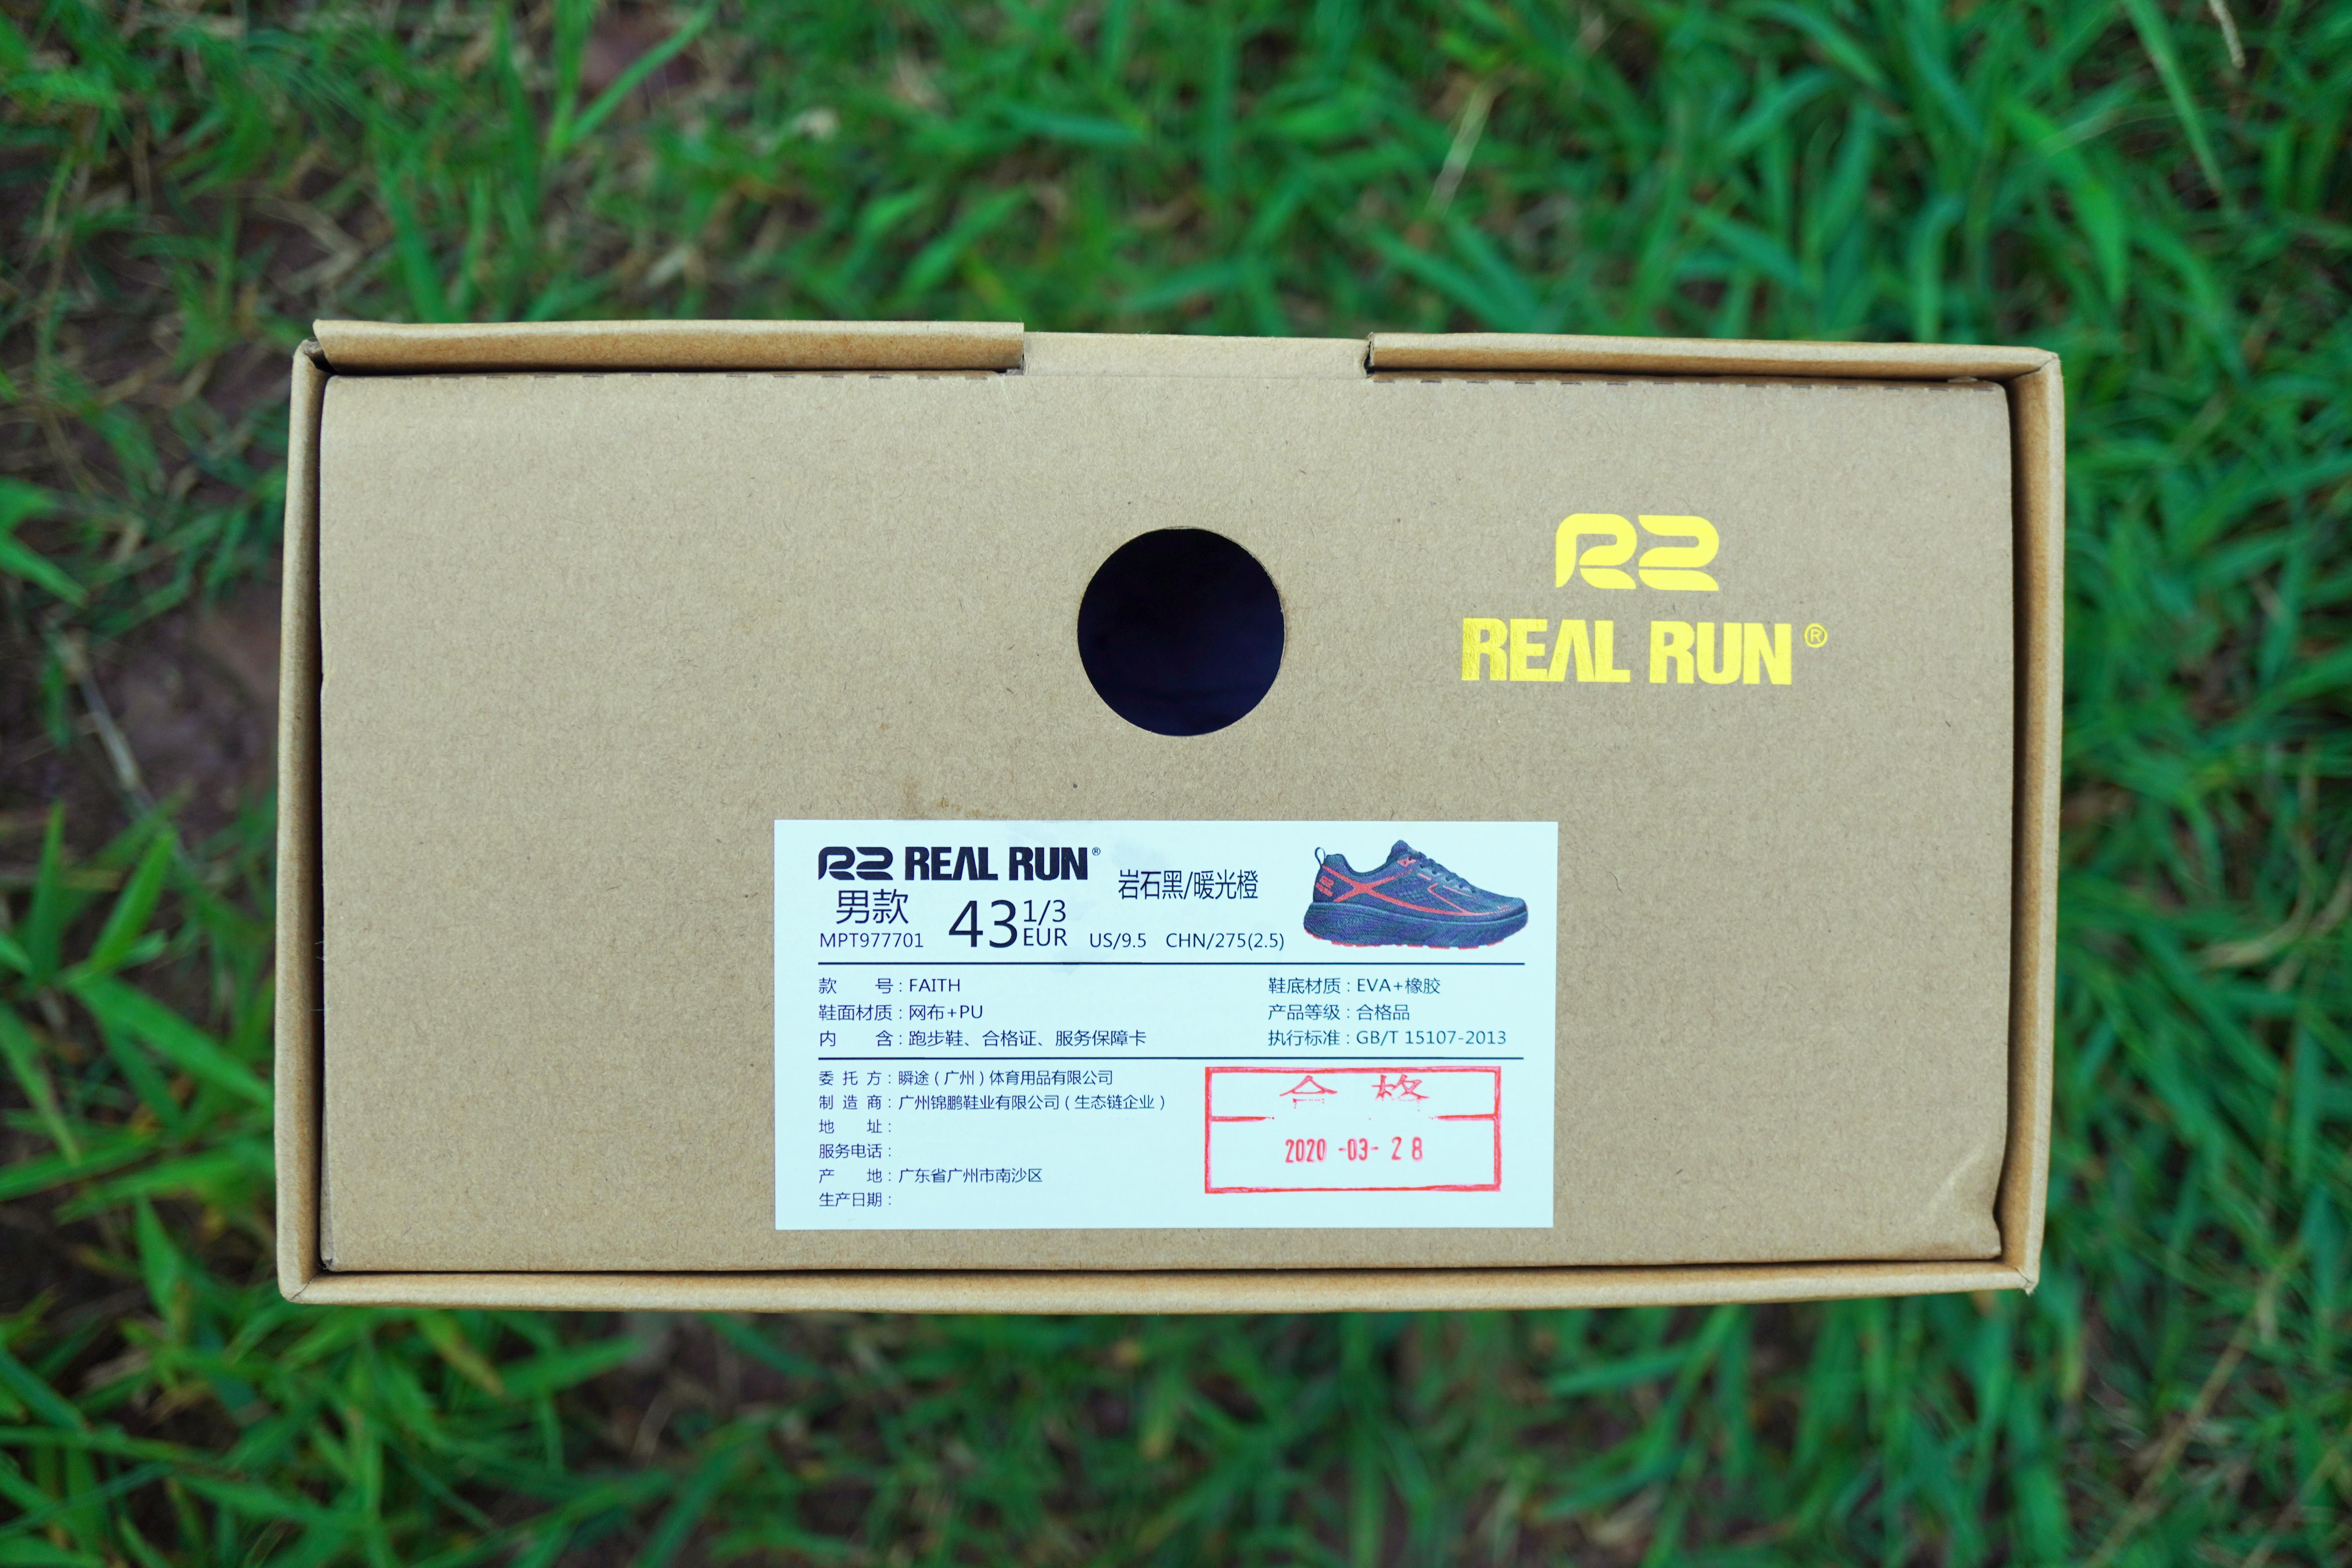 R2
REAL RUN®
R2 REAL RUN®
岩石黑/暖光橙
男款
MPT977701
43 1/3 EUR
US/9.5 CHN/275(2.5)
款 号：FAITH
鞋底材质：EVA+橡胶
鞋面材质：网布+PU
产品等级：合格品
内 含：跑步鞋、合格证、服务保障卡
执行标准：GB/T 15107-2013
委 托 方：瞬途（广州）体育用品有限公司
制 造 商：广州锦鹏鞋业有限公司（生态链企业）
地 址：
服务电话：
产 地：广东省广州市南沙区
生产日期：
合 格
2020 -03- 2 8